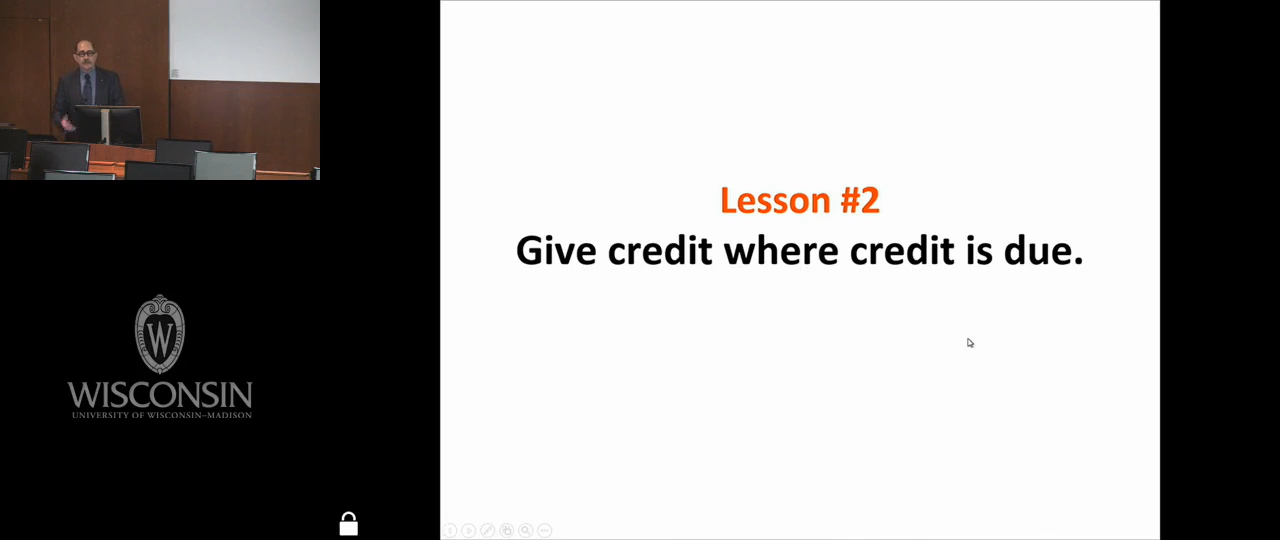 Lesson #2
Give credit where credit is due.
W
WISCONSIN
UNIVERSITY OF WISCONSIN–MADISON